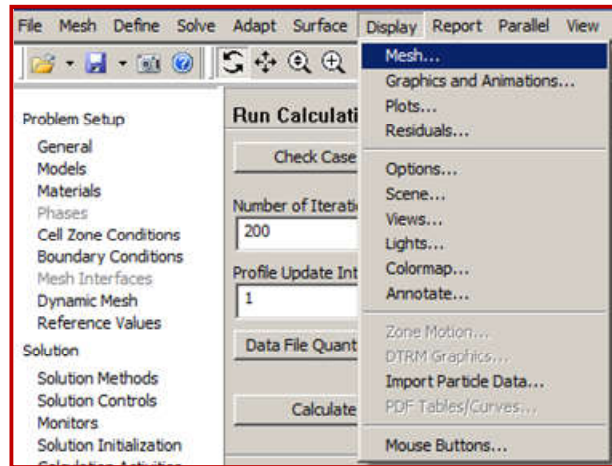 File Mesh Define Solve Adapt Surface Display Report Parallel View
Problem Setup
General
Models
Materials
Phases
Cell Zone Conditions
Boundary Conditions
Mesh Interfaces
Dynamic Mesh
Reference Values
Solution
Solution Methods
Solution Controls
Monitors
Solution Initialization
Calculation Activities
Run Calculati
Check Case
Number of Iterati
200
Profile Update Int
1
Data File Quant
Calculate
Mesh...
Graphics and Animations...
Plots...
Residuals...
Options...
Scene...
Views...
Lights...
Colormap...
Annotate...
Zone Motion...
DTRM Graphics...
Import Particle Data...
PDF Tables/Curves...
Mouse Buttons...